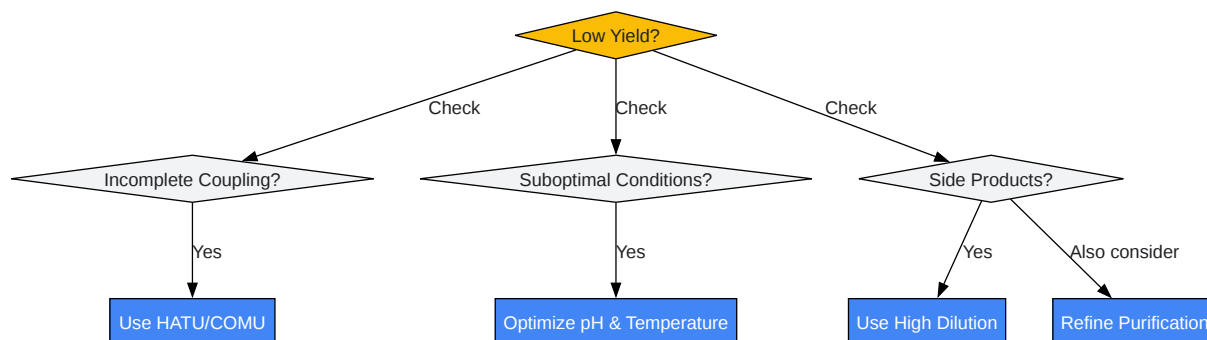 Low Yield?
Check
Check
Check
Incomplete Coupling?
Suboptimal Conditions?
Side Products?
Yes
Yes
Yes
Also consider
Use HATU/COMU
Optimize pH & Temperature
Use High Dilution
Refine Purification